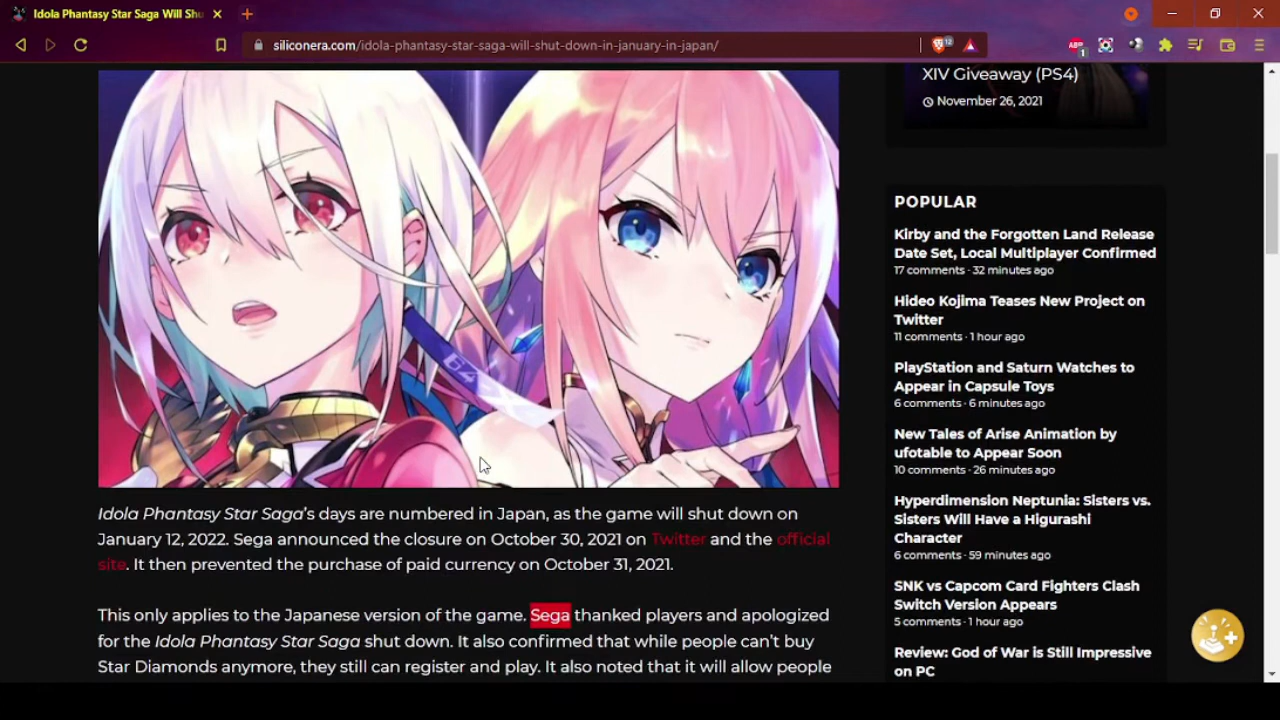 Idola Phantasy Star Saga Will Shu
siliconera.com/idola-phantasy-star-saga-will-shut-down-in-january-in-japan/
12
ABP
1
XIV Giveaway (PS4)
November 26, 2021
64
POPULAR
Kirby and the Forgotten Land Release
Date Set, Local Multiplayer Confirmed
17 comments · 32 minutes ago
Hideo Kojima Teases New Project on
Twitter
11 comments · 1 hour ago
PlayStation and Saturn Watches to
Appear in Capsule Toys
6 comments · 6 minutes ago
New Tales of Arise Animation by
ufotable to Appear Soon
10 comments · 26 minutes ago
Hyperdimension Neptunia: Sisters vs.
Sisters Will Have a Higurashi
Character
6 comments · 59 minutes ago
SNK vs Capcom Card Fighters Clash
Switch Version Appears
5 comments · 1 hour ago
Review: God of War is Still Impressive
on PC
Idola Phantasy Star Saga's days are numbered in Japan, as the game will shut down on
January 12, 2022. Sega announced the closure on October 30, 2021 on Twitter and the official
site. It then prevented the purchase of paid currency on October 31, 2021.
This only applies to the Japanese version of the game. Sega thanked players and apologized
for the Idola Phantasy Star Saga shut down. It also confirmed that while people can't buy
Star Diamonds anymore, they still can register and play. It also noted that it will allow people